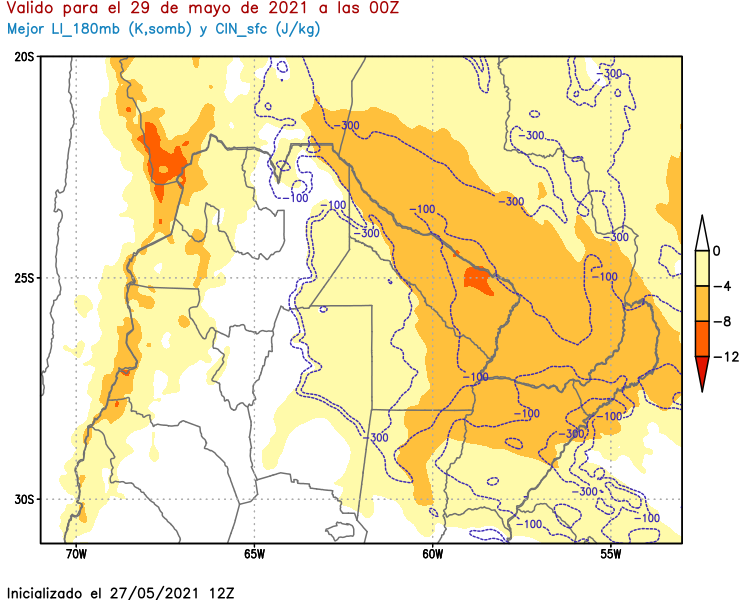 Valido para el 29 de mayo de 2021 a las 00Z
Mejor LI_180mb (K,somb) y CIN_sfc (J/kg)
20S
-300
-300
-300
-100
-100
-100
-300
-300
-300
0
25S
-100
-4
-8
-12
-100
-100
-100
-300
-300
-300
30S
-100
-100
70W
65W
60W
55W
Inicializado el 27/05/2021 12Z